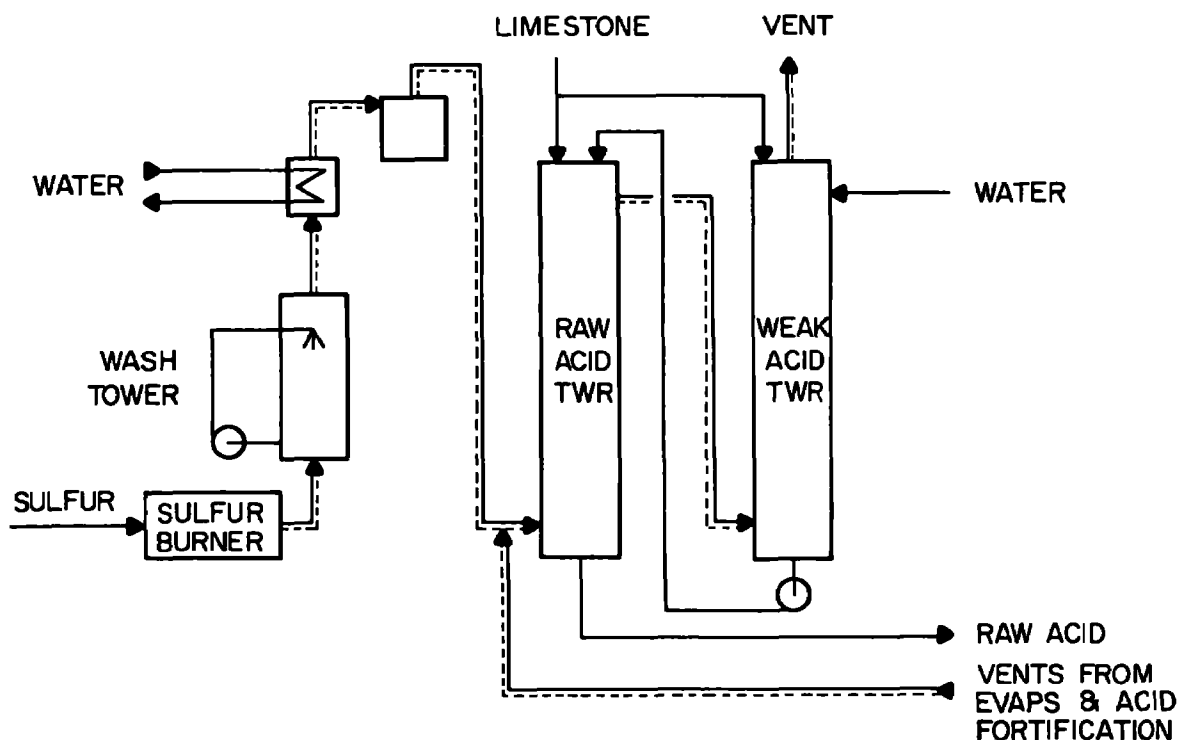 LIMESTONE
VENT
WATER
WATER
RAW
ACID
TWR
WEAK
ACID
TWR
WASH
TOWER
SULFUR
SULFUR
BURNER
RAW ACID
VENTS FROM
EVAPS & ACID
FORTIFICATION